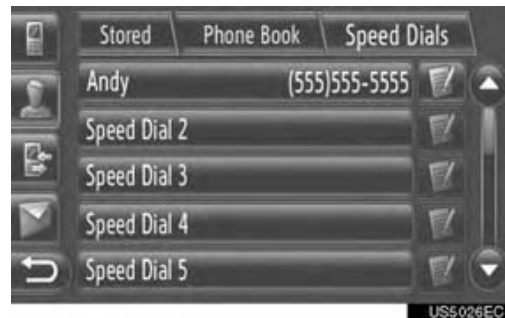 Stored Phone Book Speed Dials
Andy (555)555-5555
Speed Dial 2
Speed Dial 3
Speed Dial 4
Speed Dial 5
US5026EC